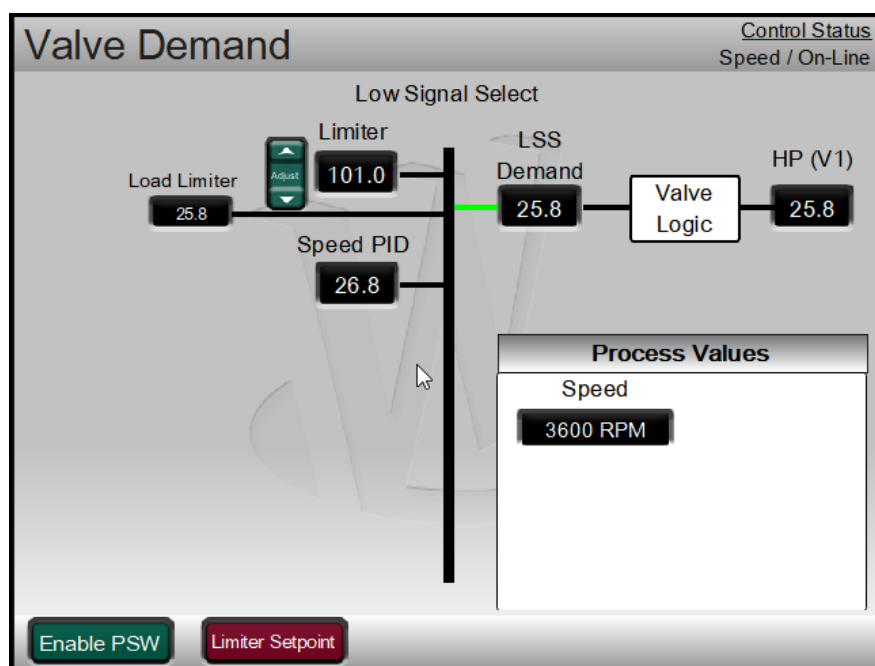 Valve Demand
Control Status
Speed / On-Line
Low Signal Select
Limiter
Adjust
101.0
Load Limiter
25.8
Speed PID
26.8
LSS
Demand
25.8
Valve
Logic
HP (V1)
25.8
Process Values
Speed
3600 RPM
Enable PSW
Limiter Setpoint